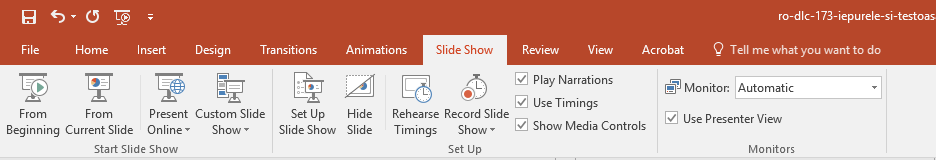 ro-dlc-173-iepurele-si-testoas
File Home Insert Design Transitions Animations Slide Show Review View Acrobat Tell me what you want to do
From Beginning
From Current Slide
Present Online
Custom Slide Show
Set Up Slide Show
Hide Slide
Rehearse Timings
Record Slide Show
Play Narrations
Use Timings
Show Media Controls
Monitor: Automatic
Use Presenter View
Start Slide Show
Set Up
Monitors